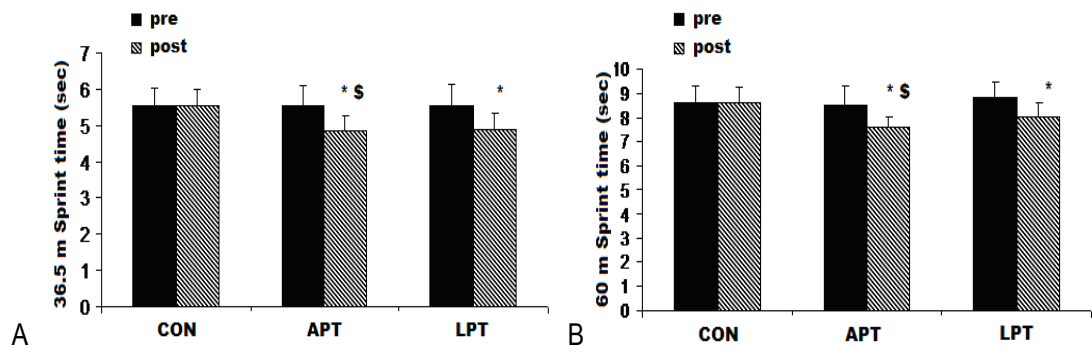 pre
post
7
6
5
4
3
2
1
0
36.5 m Sprint time (sec)
* $
*
CON APT LPT
A
pre
post
10
9
8
7
6
5
4
3
2
1
0
60 m Sprint time (sec)
* $
*
CON APT LPT
B